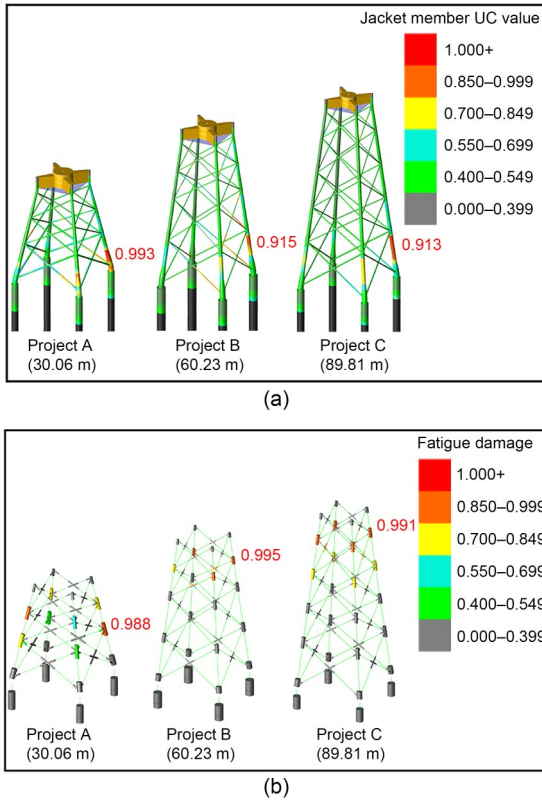 Jacket member UC value
1.000+
0.850–0.999
0.700–0.849
0.550–0.699
0.400–0.549
0.000–0.399
0.993
0.915
0.913
Project A
(30.06 m)
Project B
(60.23 m)
Project C
(89.81 m)
(a)
Fatigue damage
1.000+
0.850–0.999
0.700–0.849
0.550–0.699
0.400–0.549
0.000–0.399
0.988
0.995
0.991
Project A
(30.06 m)
Project B
(60.23 m)
Project C
(89.81 m)
(b)